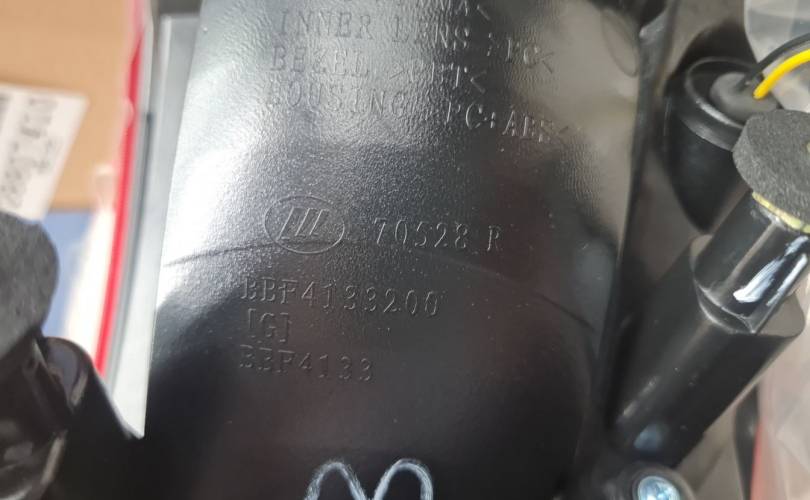 INNER LENS >PC<
BEZEL >PBT<
HOUSING >PC+ABS<
70528 R
BBF4133200
[G]
BBF4133